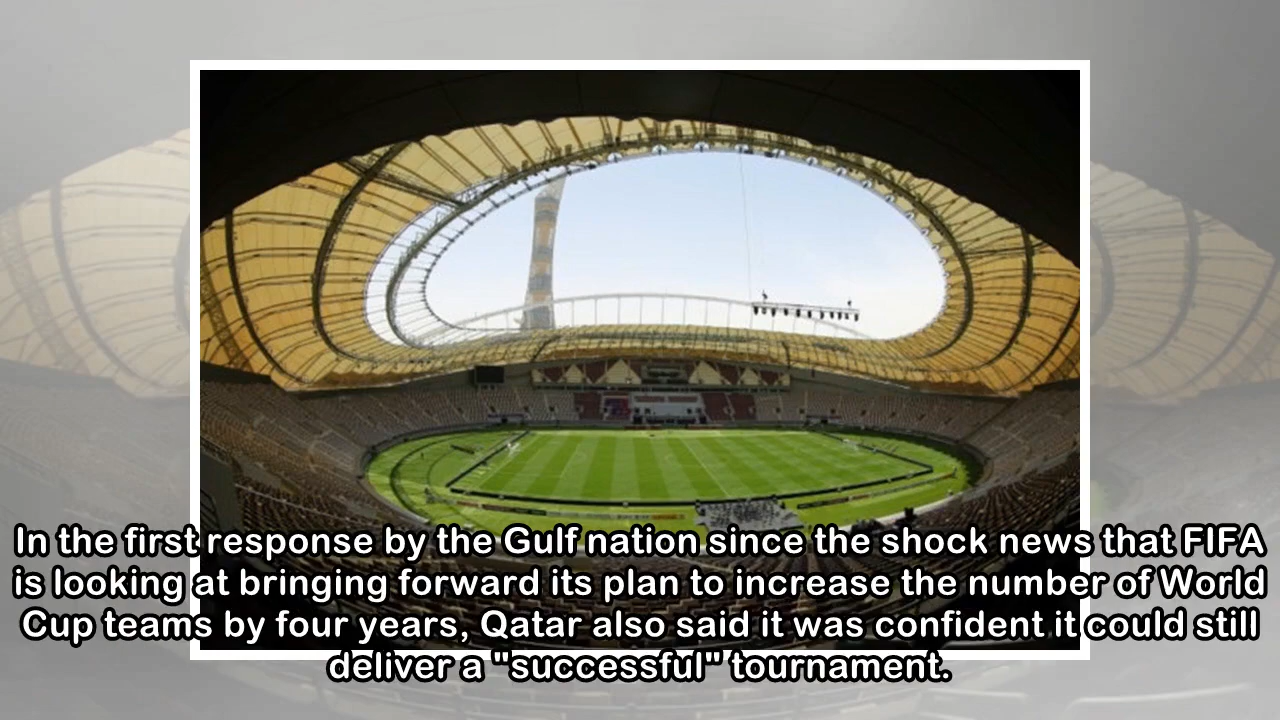 In the first response by the Gulf nation since the shock news that FIFA
is looking at bringing forward its plan to increase the number of World
Cup teams by four years, Qatar also said it was confident it could still
deliver a "successful" tournament.